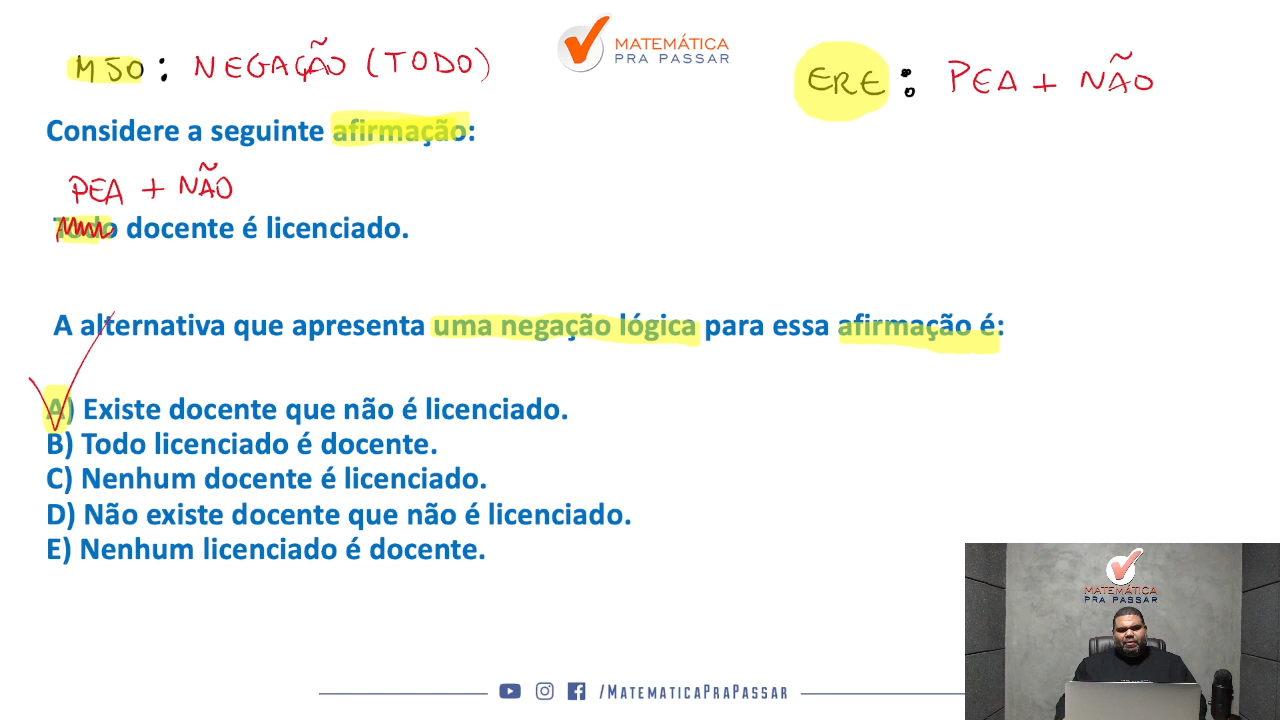 MJO: NEGAÇÃO (TODO)
MATEMÁTICA
PRA PASSAR
ERE: PEA + NÃO
Considere a seguinte afirmação:
PEA + NÃO
Todo docente é licenciado.
A alternativa que apresenta uma negação lógica para essa afirmação é:
A) Existe docente que não é licenciado.
B) Todo licenciado é docente.
C) Nenhum docente é licenciado.
D) Não existe docente que não é licenciado.
E) Nenhum licenciado é docente.
MATEMÁTICA
PRA PASSAR
/MATEMATICAPRAPASSAR